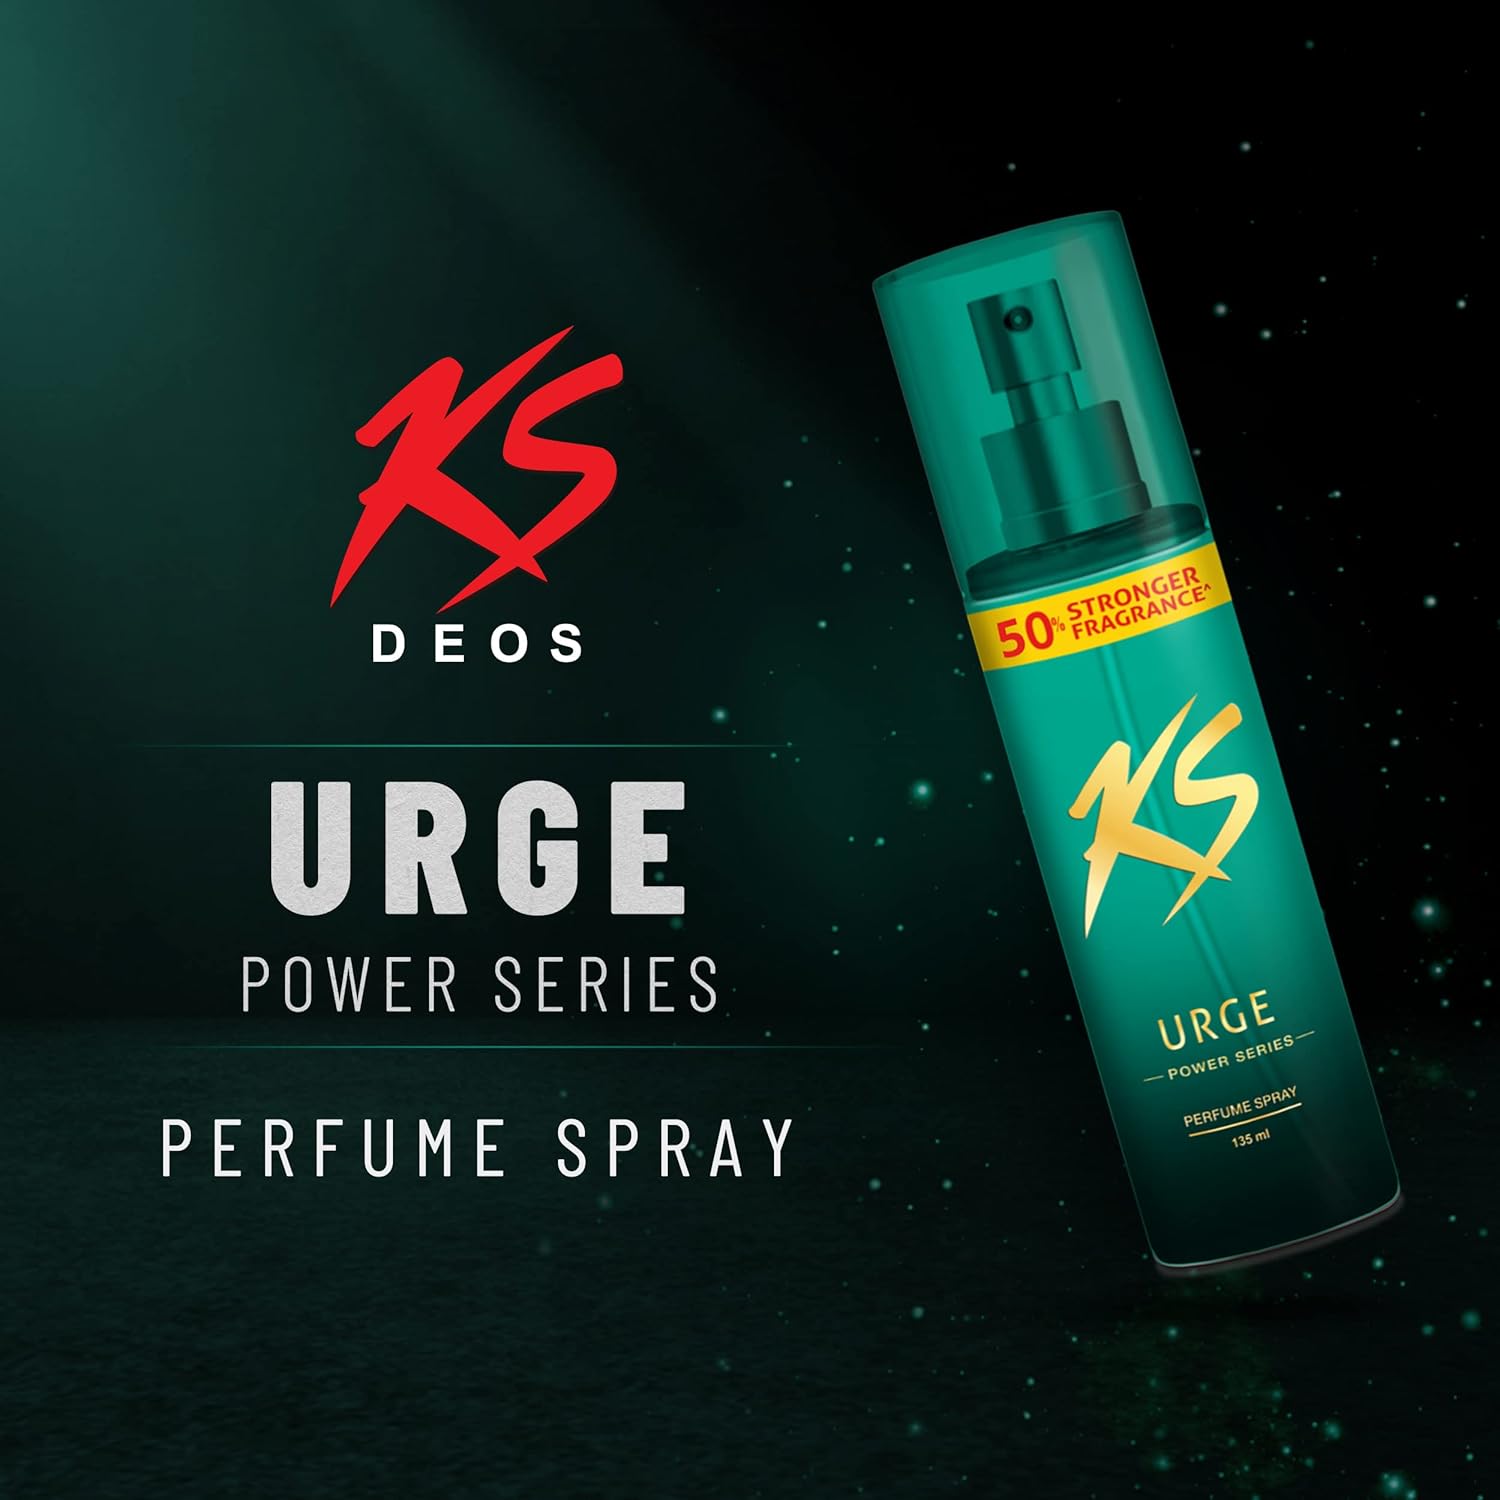 KS
DEOS
URGE
POWER SERIES
PERFUME SPRAY
50% STRONGER
FRAGRANCE^
KS
URGE
POWER SERIES
PERFUME SPRAY
135 ml